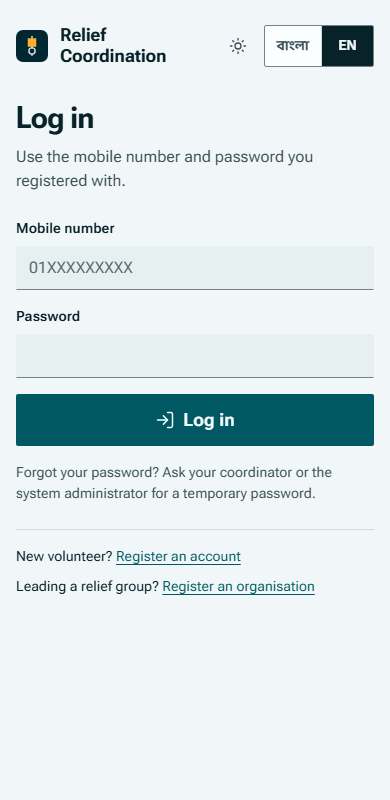 Relief
Coordination
বাংলা
EN
Log in
Use the mobile number and password you
registered with.
Mobile number
01XXXXXXXXX
Password
Log in
Forgot your password? Ask your coordinator or the
system administrator for a temporary password.
New volunteer? Register an account
Leading a relief group? Register an organisation